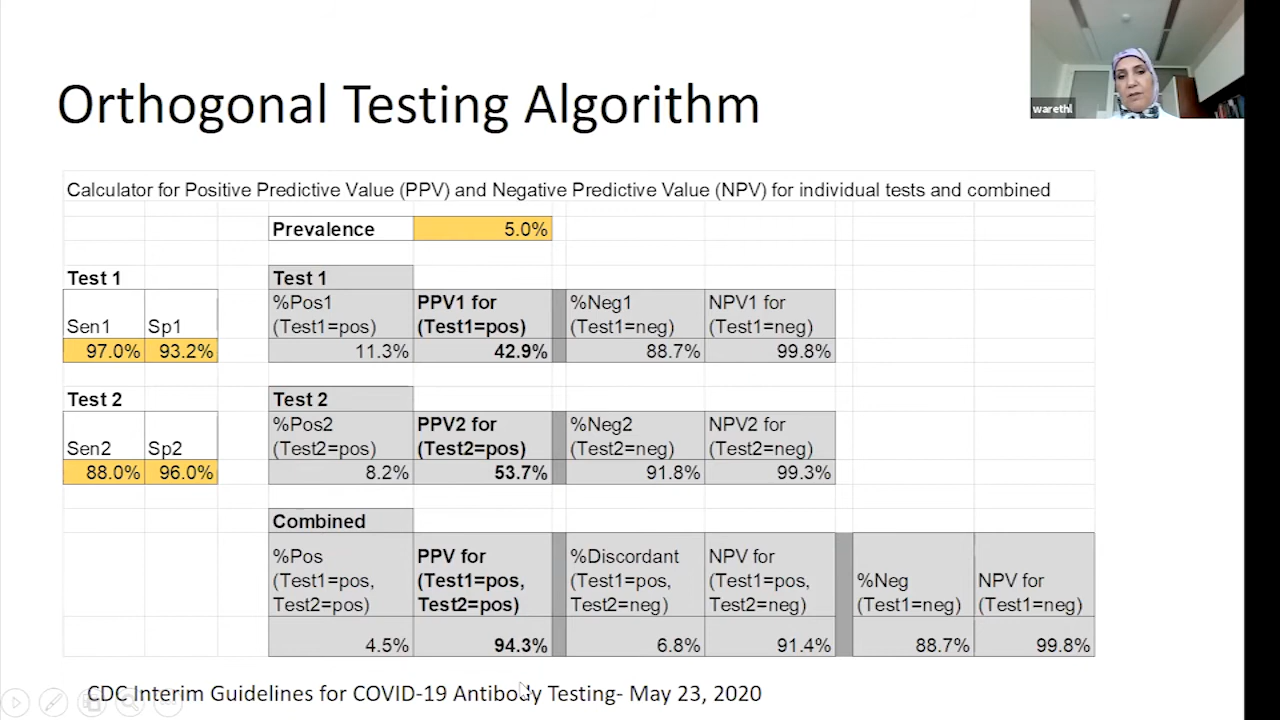 Orthogonal Testing Algorithm
warethl
Calculator for Positive Predictive Value (PPV) and Negative Predictive Value (NPV) for individual tests and combined
Prevalence 5.0%
Test 1 Test 1
%Pos1 PPV1 for %Neg1 NPV1 for
Sen1 Sp1 (Test1=pos) (Test1=pos) (Test1=neg) (Test1=neg)
97.0% 93.2% 11.3% 42.9% 88.7% 99.8%
Test 2 Test 2
%Pos2 PPV2 for %Neg2 NPV2 for
Sen2 Sp2 (Test2=pos) (Test2=pos) (Test2=neg) (Test2=neg)
88.0% 96.0% 8.2% 53.7% 91.8% 99.3%
Combined
%Pos PPV for %Discordant NPV for
(Test1=pos, (Test1=pos, (Test1=pos, (Test1=pos, %Neg NPV for
Test2=pos) Test2=pos) Test2=neg) Test2=neg) (Test1=neg) (Test1=neg)
4.5% 94.3% 6.8% 91.4% 88.7% 99.8%
CDC Interim Guidelines for COVID-19 Antibody Testing- May 23, 2020